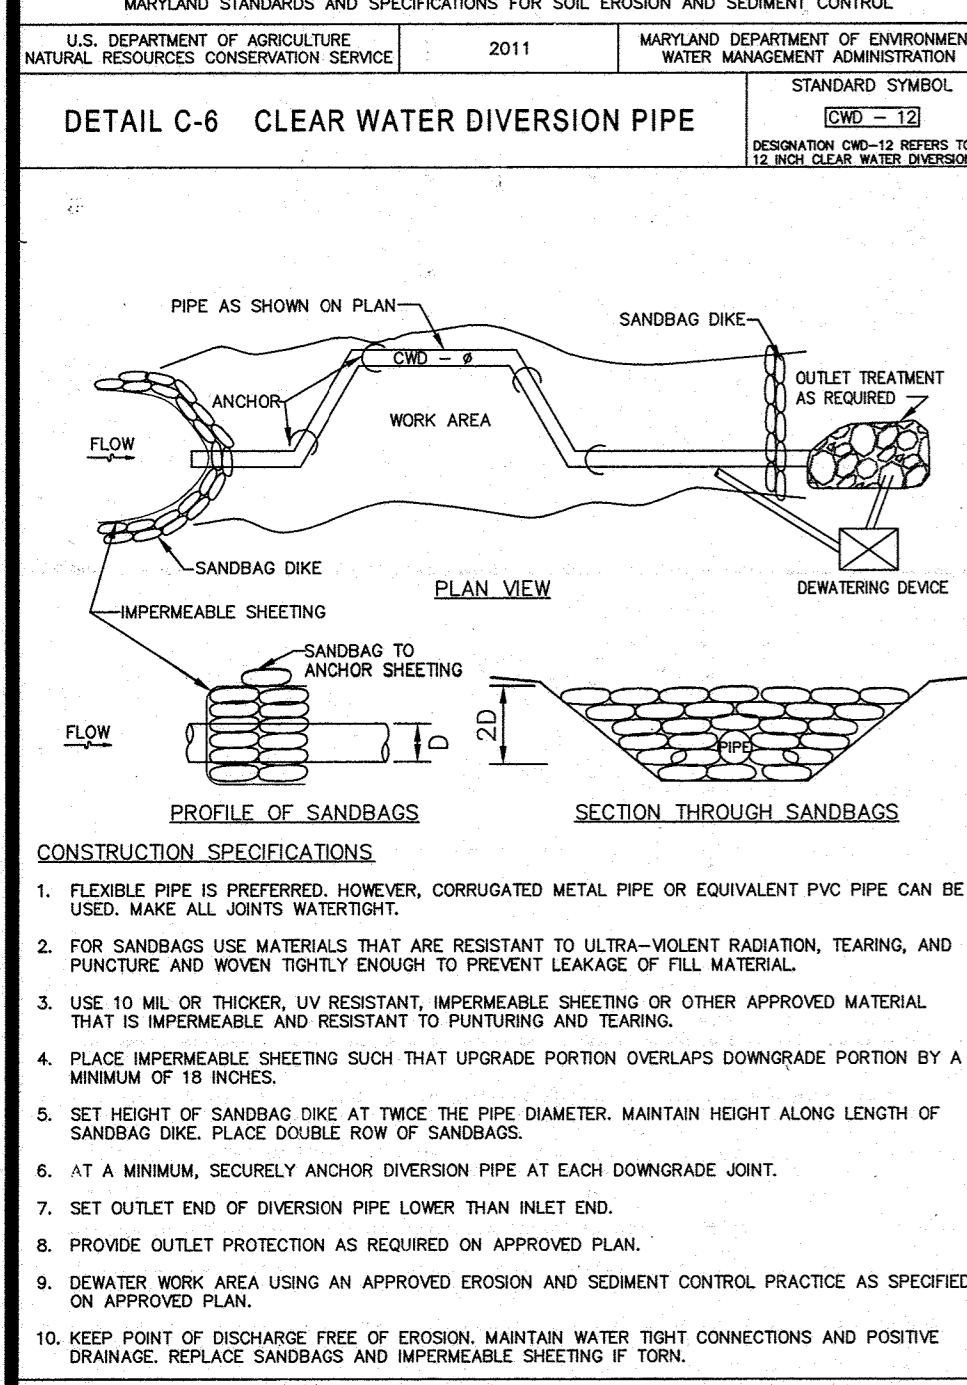 MARYLAND STANDARDS AND SPECIFICATIONS FOR SOIL EROSION AND SEDIMENT CONTROL
U.S. DEPARTMENT OF AGRICULTURE
NATURAL RESOURCES CONSERVATION SERVICE
2011
MARYLAND DEPARTMENT OF ENVIRONMEN
WATER MANAGEMENT ADMINISTRATION
DETAIL C-6 CLEAR WATER DIVERSION PIPE
STANDARD SYMBOL
CWD - 12
DESIGNATION CWD-12 REFERS TO
12 INCH CLEAR WATER DIVERSION
PIPE AS SHOWN ON PLAN
SANDBAG DIKE
CWD - ø
OUTLET TREATMENT
AS REQUIRED
ANCHOR
WORK AREA
FLOW
SANDBAG DIKE
PLAN VIEW
DEWATERING DEVICE
IMPERMEABLE SHEETING
SANDBAG TO
ANCHOR SHEETING
FLOW
D
2D
PIPE
PROFILE OF SANDBAGS
SECTION THROUGH SANDBAGS
CONSTRUCTION SPECIFICATIONS
1. FLEXIBLE PIPE IS PREFERRED. HOWEVER, CORRUGATED METAL PIPE OR EQUIVALENT PVC PIPE CAN BE
USED. MAKE ALL JOINTS WATERTIGHT.
2. FOR SANDBAGS USE MATERIALS THAT ARE RESISTANT TO ULTRA-VIOLENT RADIATION, TEARING, AND
PUNCTURE AND WOVEN TIGHTLY ENOUGH TO PREVENT LEAKAGE OF FILL MATERIAL.
3. USE 10 MIL OR THICKER, UV RESISTANT, IMPERMEABLE SHEETING OR OTHER APPROVED MATERIAL
THAT IS IMPERMEABLE AND RESISTANT TO PUNTURING AND TEARING.
4. PLACE IMPERMEABLE SHEETING SUCH THAT UPGRADE PORTION OVERLAPS DOWNGRADE PORTION BY A
MINIMUM OF 18 INCHES.
5. SET HEIGHT OF SANDBAG DIKE AT TWICE THE PIPE DIAMETER. MAINTAIN HEIGHT ALONG LENGTH OF
SANDBAG DIKE. PLACE DOUBLE ROW OF SANDBAGS.
6. AT A MINIMUM, SECURELY ANCHOR DIVERSION PIPE AT EACH DOWNGRADE JOINT.
7. SET OUTLET END OF DIVERSION PIPE LOWER THAN INLET END.
8. PROVIDE OUTLET PROTECTION AS REQUIRED ON APPROVED PLAN.
9. DEWATER WORK AREA USING AN APPROVED EROSION AND SEDIMENT CONTROL PRACTICE AS SPECIFIED
ON APPROVED PLAN.
10. KEEP POINT OF DISCHARGE FREE OF EROSION. MAINTAIN WATER TIGHT CONNECTIONS AND POSITIVE
DRAINAGE. REPLACE SANDBAGS AND IMPERMEABLE SHEETING IF TORN.